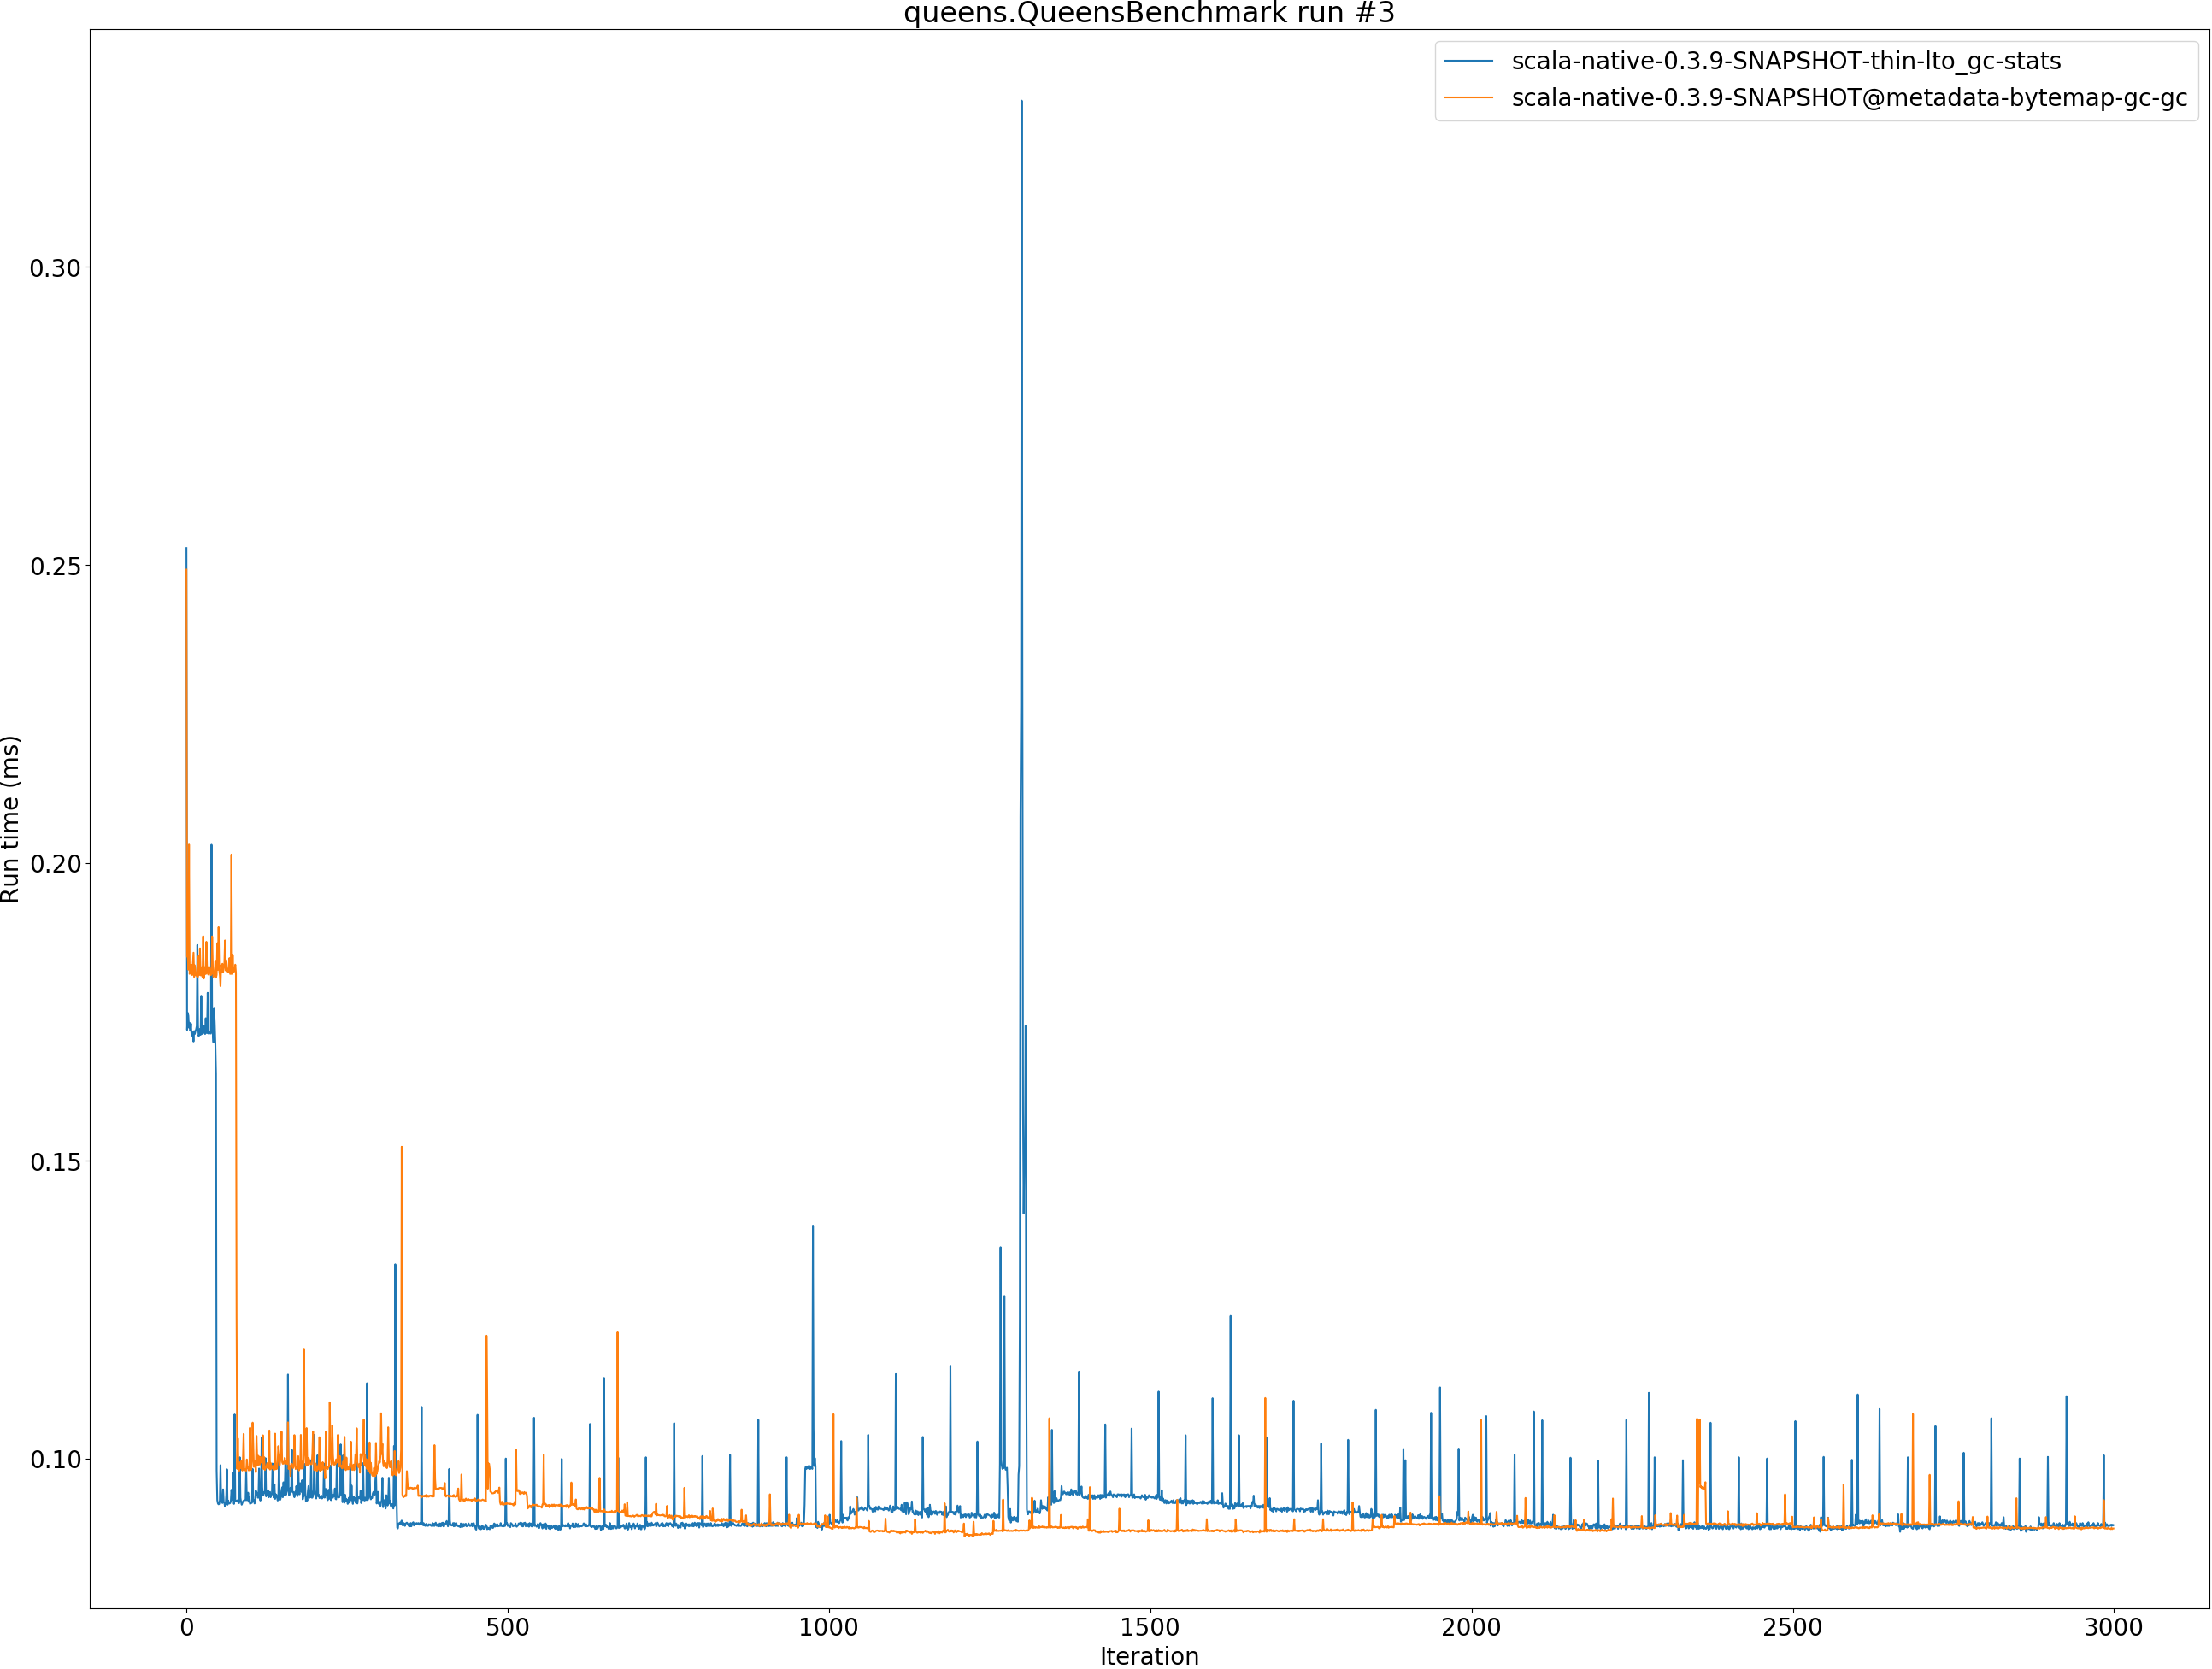 queens.QueensBenchmark run #3
scala-native-0.3.9-SNAPSHOT-thin-lto_gc-stats
scala-native-0.3.9-SNAPSHOT@metadata-bytemap-gc-gc
Run time (ms)
0.30
0.25
0.20
0.15
0.10
0 500 1000 1500 2000 2500 3000
Iteration